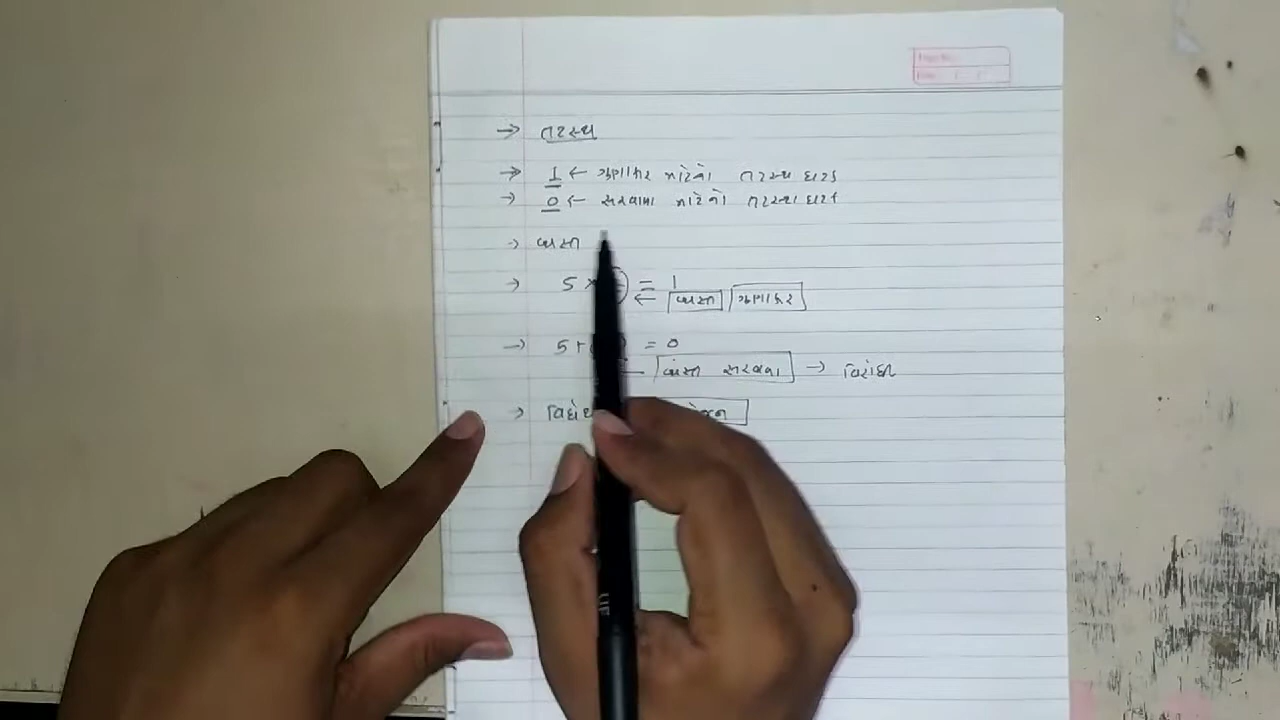 → તટસ્થ
→ 1 ← ગુણાકાર માટેનો તટસ્થ ઘટક
→ 0 ← સરવાળા માટેનો તટસ્થ ઘટક
→ વ્યસ્ત
→ 5 × = 1
← વ્યસ્ત ગુણાકાર
→ 5 + = 0
વ્યસ્ત સરવાળા → વિરોધી
→